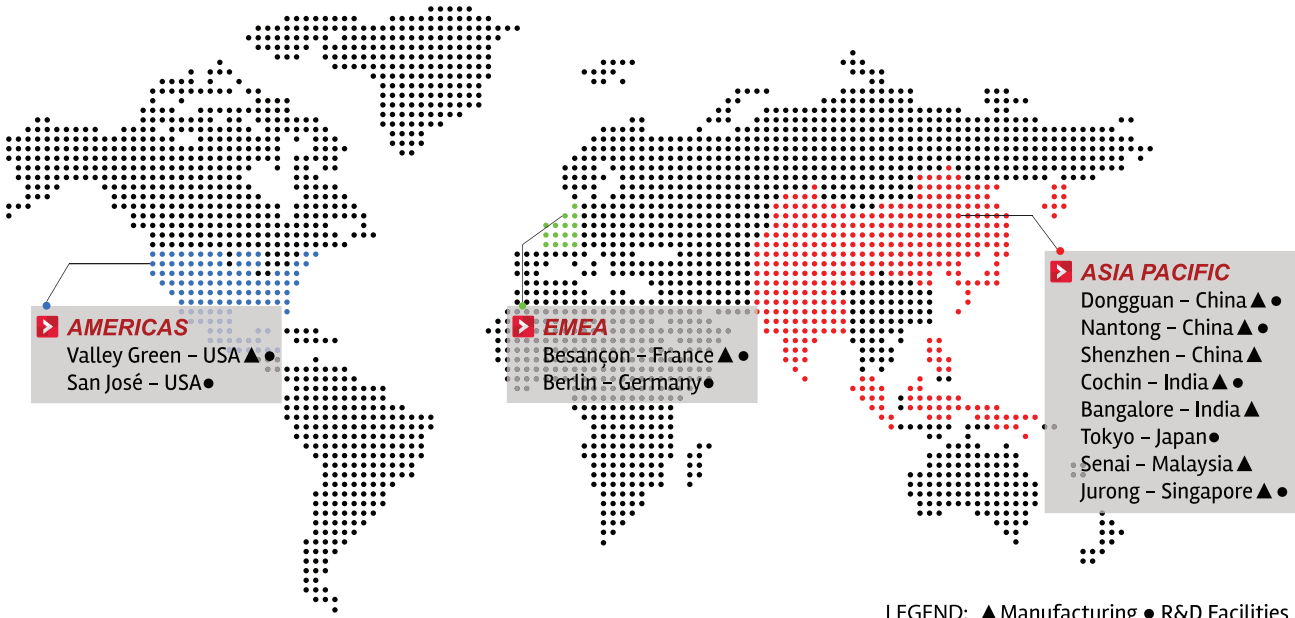 AMERICAS
Valley Green – USA ▲ ●
San José – USA●
EMEA
Besançon – France ▲ ●
Berlin – Germany●
ASIA PACIFIC
Dongguan – China ▲ ●
Nantong – China ▲ ●
Shenzhen – China ▲
Cochin – India ▲ ●
Bangalore – India ▲
Tokyo – Japan●
Senai – Malaysia ▲
Jurong – Singapore ▲ ●
LEGEND: ▲ Manufacturing ● R&D Facilities